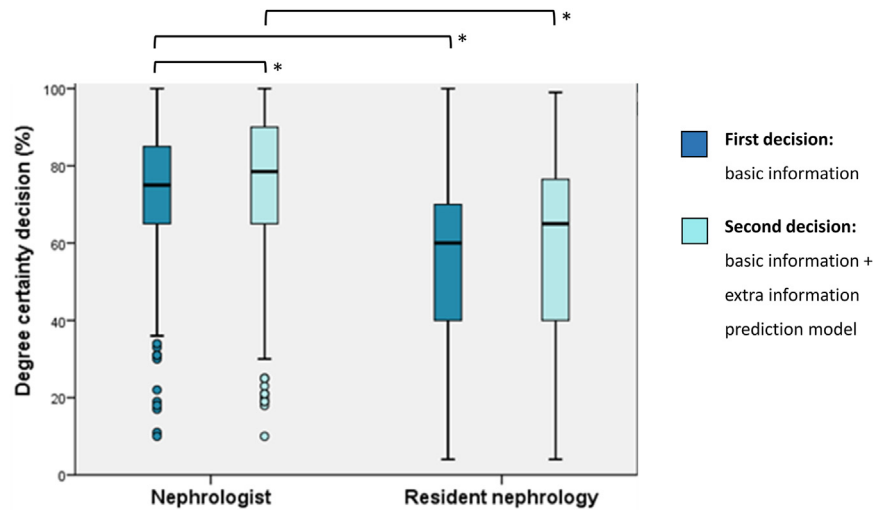 *
*
*
Degree certainty decision (%)
100
80
60
40
20
0
Nephrologist
Resident nephrology
First decision:
basic information
Second decision:
basic information +
extra information
prediction model